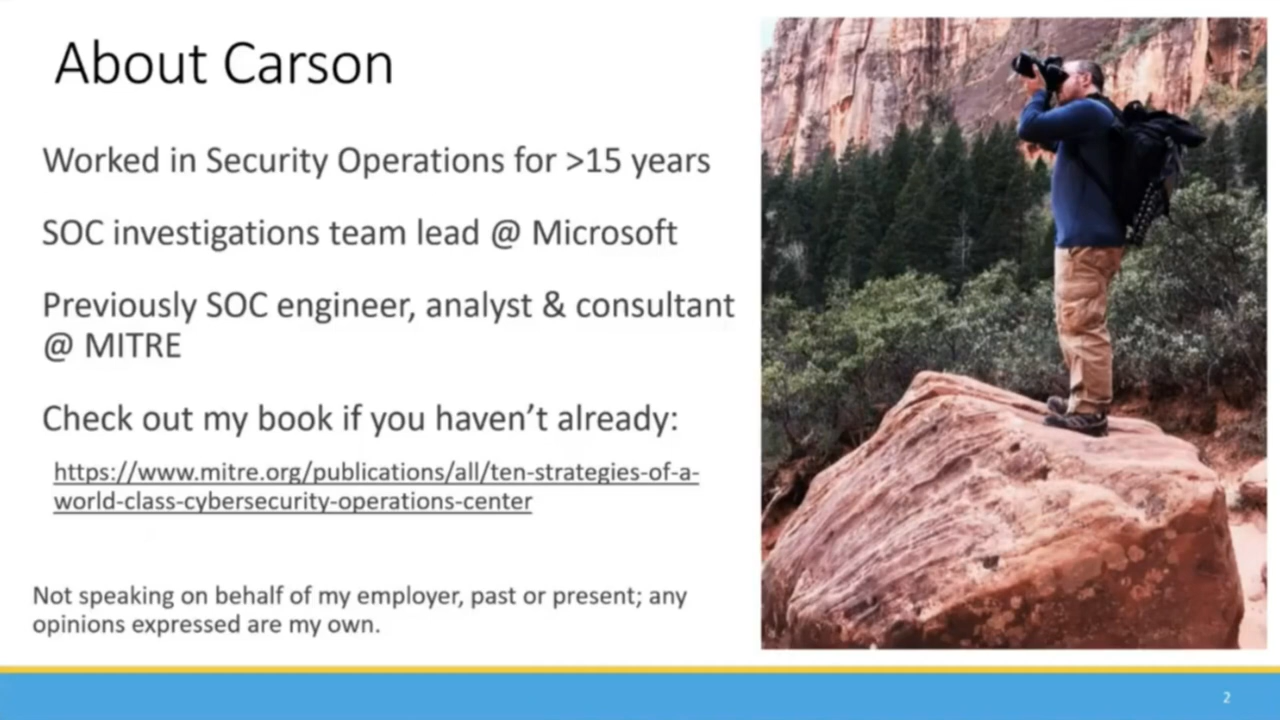 About Carson
Worked in Security Operations for >15 years
SOC investigations team lead @ Microsoft
Previously SOC engineer, analyst & consultant
@ MITRE
Check out my book if you haven’t already:
https://www.mitre.org/publications/all/ten-strategies-of-a-
world-class-cybersecurity-operations-center
Not speaking on behalf of my employer, past or present; any
opinions expressed are my own.
2